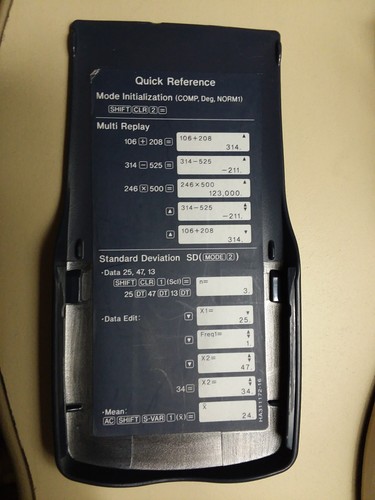 Quick Reference
Mode Initialization (COMP, Deg, NORM1)
SHIFT CLR 2 =
Multi Replay
106 + 208 = 106+208 ▲
314.
314 − 525 = 314−525 ▲
−211.
246 × 500 = 246×500 ▲
123,000.
▲ 314−525 ▲▼
−211.
▲ 106+208 ▼
314.
Standard Deviation SD( MODE 2 )
·Data 25, 47, 13
SHIFT CLR 1 (Scl) =
25 DT 47 DT 13 DT
n=
3.
·Data Edit: ▼ X1= ▼
25.
▼ Freq1= ▲▼
1.
▼ X2= ▲▼
47.
34 = X2= ▲▼
34.
·Mean:
AC SHIFT S-VAR 1 (x̄) =
x̄
24.
HA311172-16